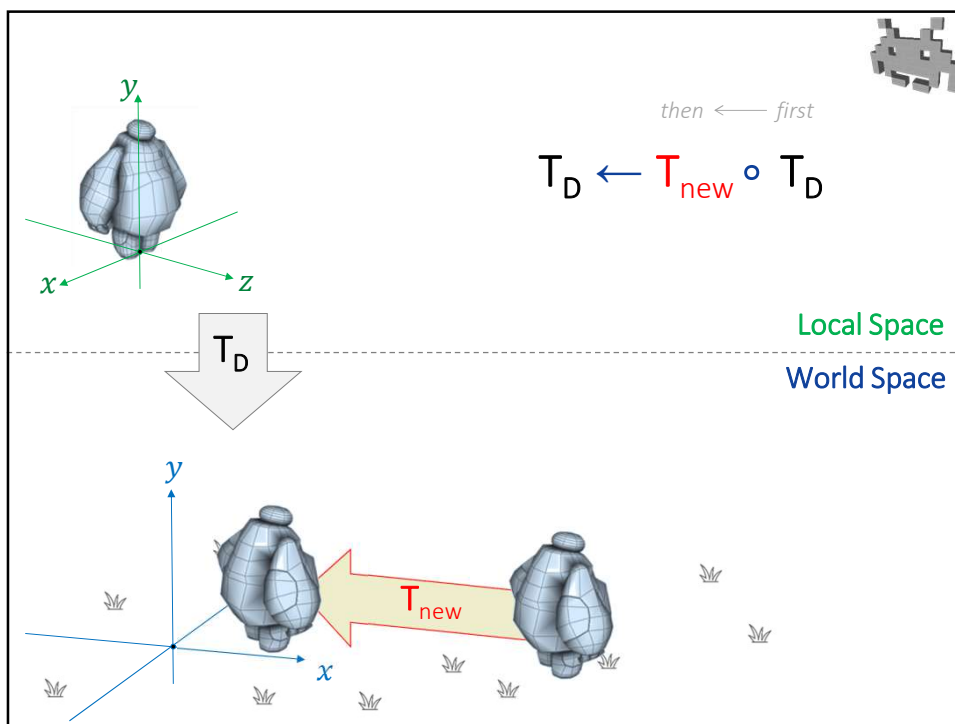 then ← first
T_D ← T_new ∘ T_D
y
x
z
Local Space
T_D
World Space
y
T_new
x